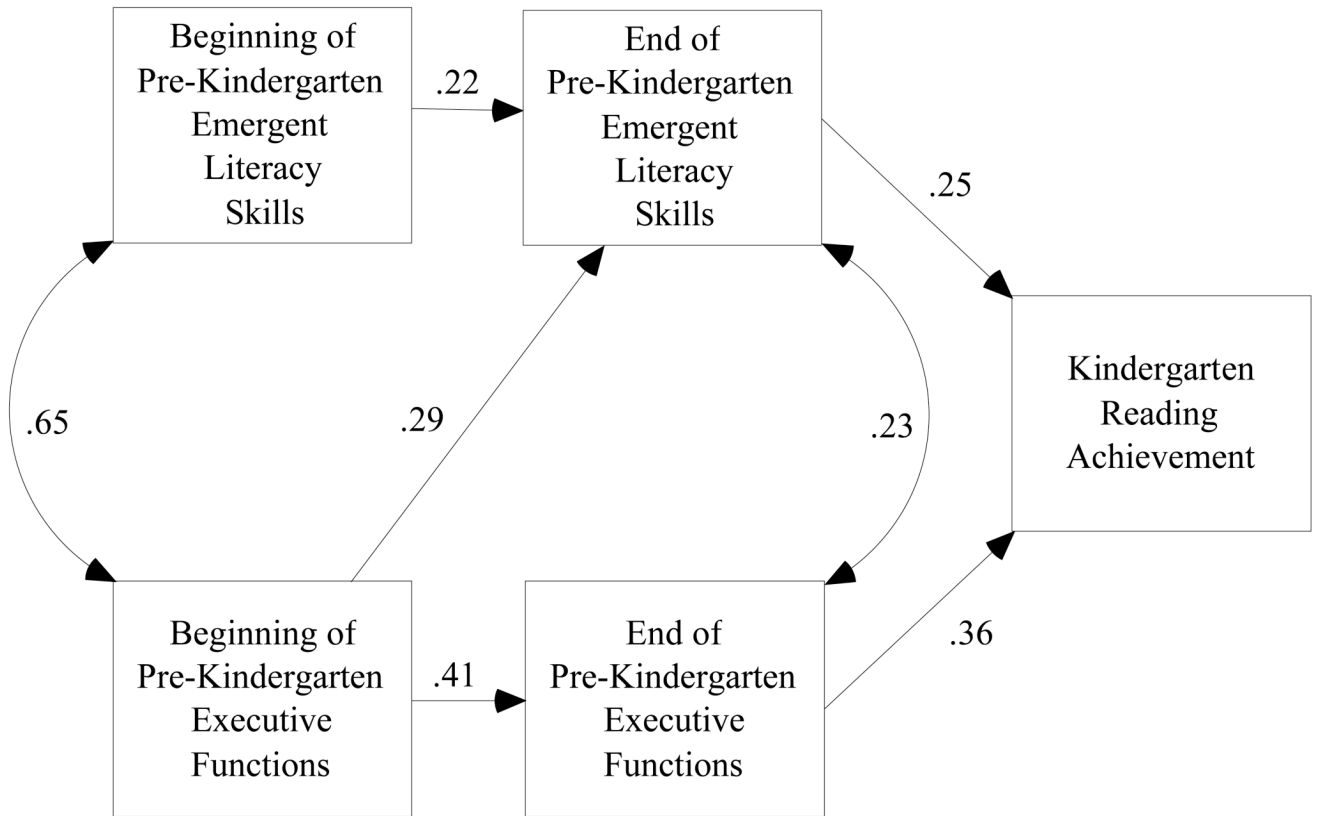 Beginning of
Pre-Kindergarten
Emergent
Literacy
Skills
.22
End of
Pre-Kindergarten
Emergent
Literacy
Skills
.25
.65
.29
.23
Kindergarten
Reading
Achievement
Beginning of
Pre-Kindergarten
Executive
Functions
.41
End of
Pre-Kindergarten
Executive
Functions
.36